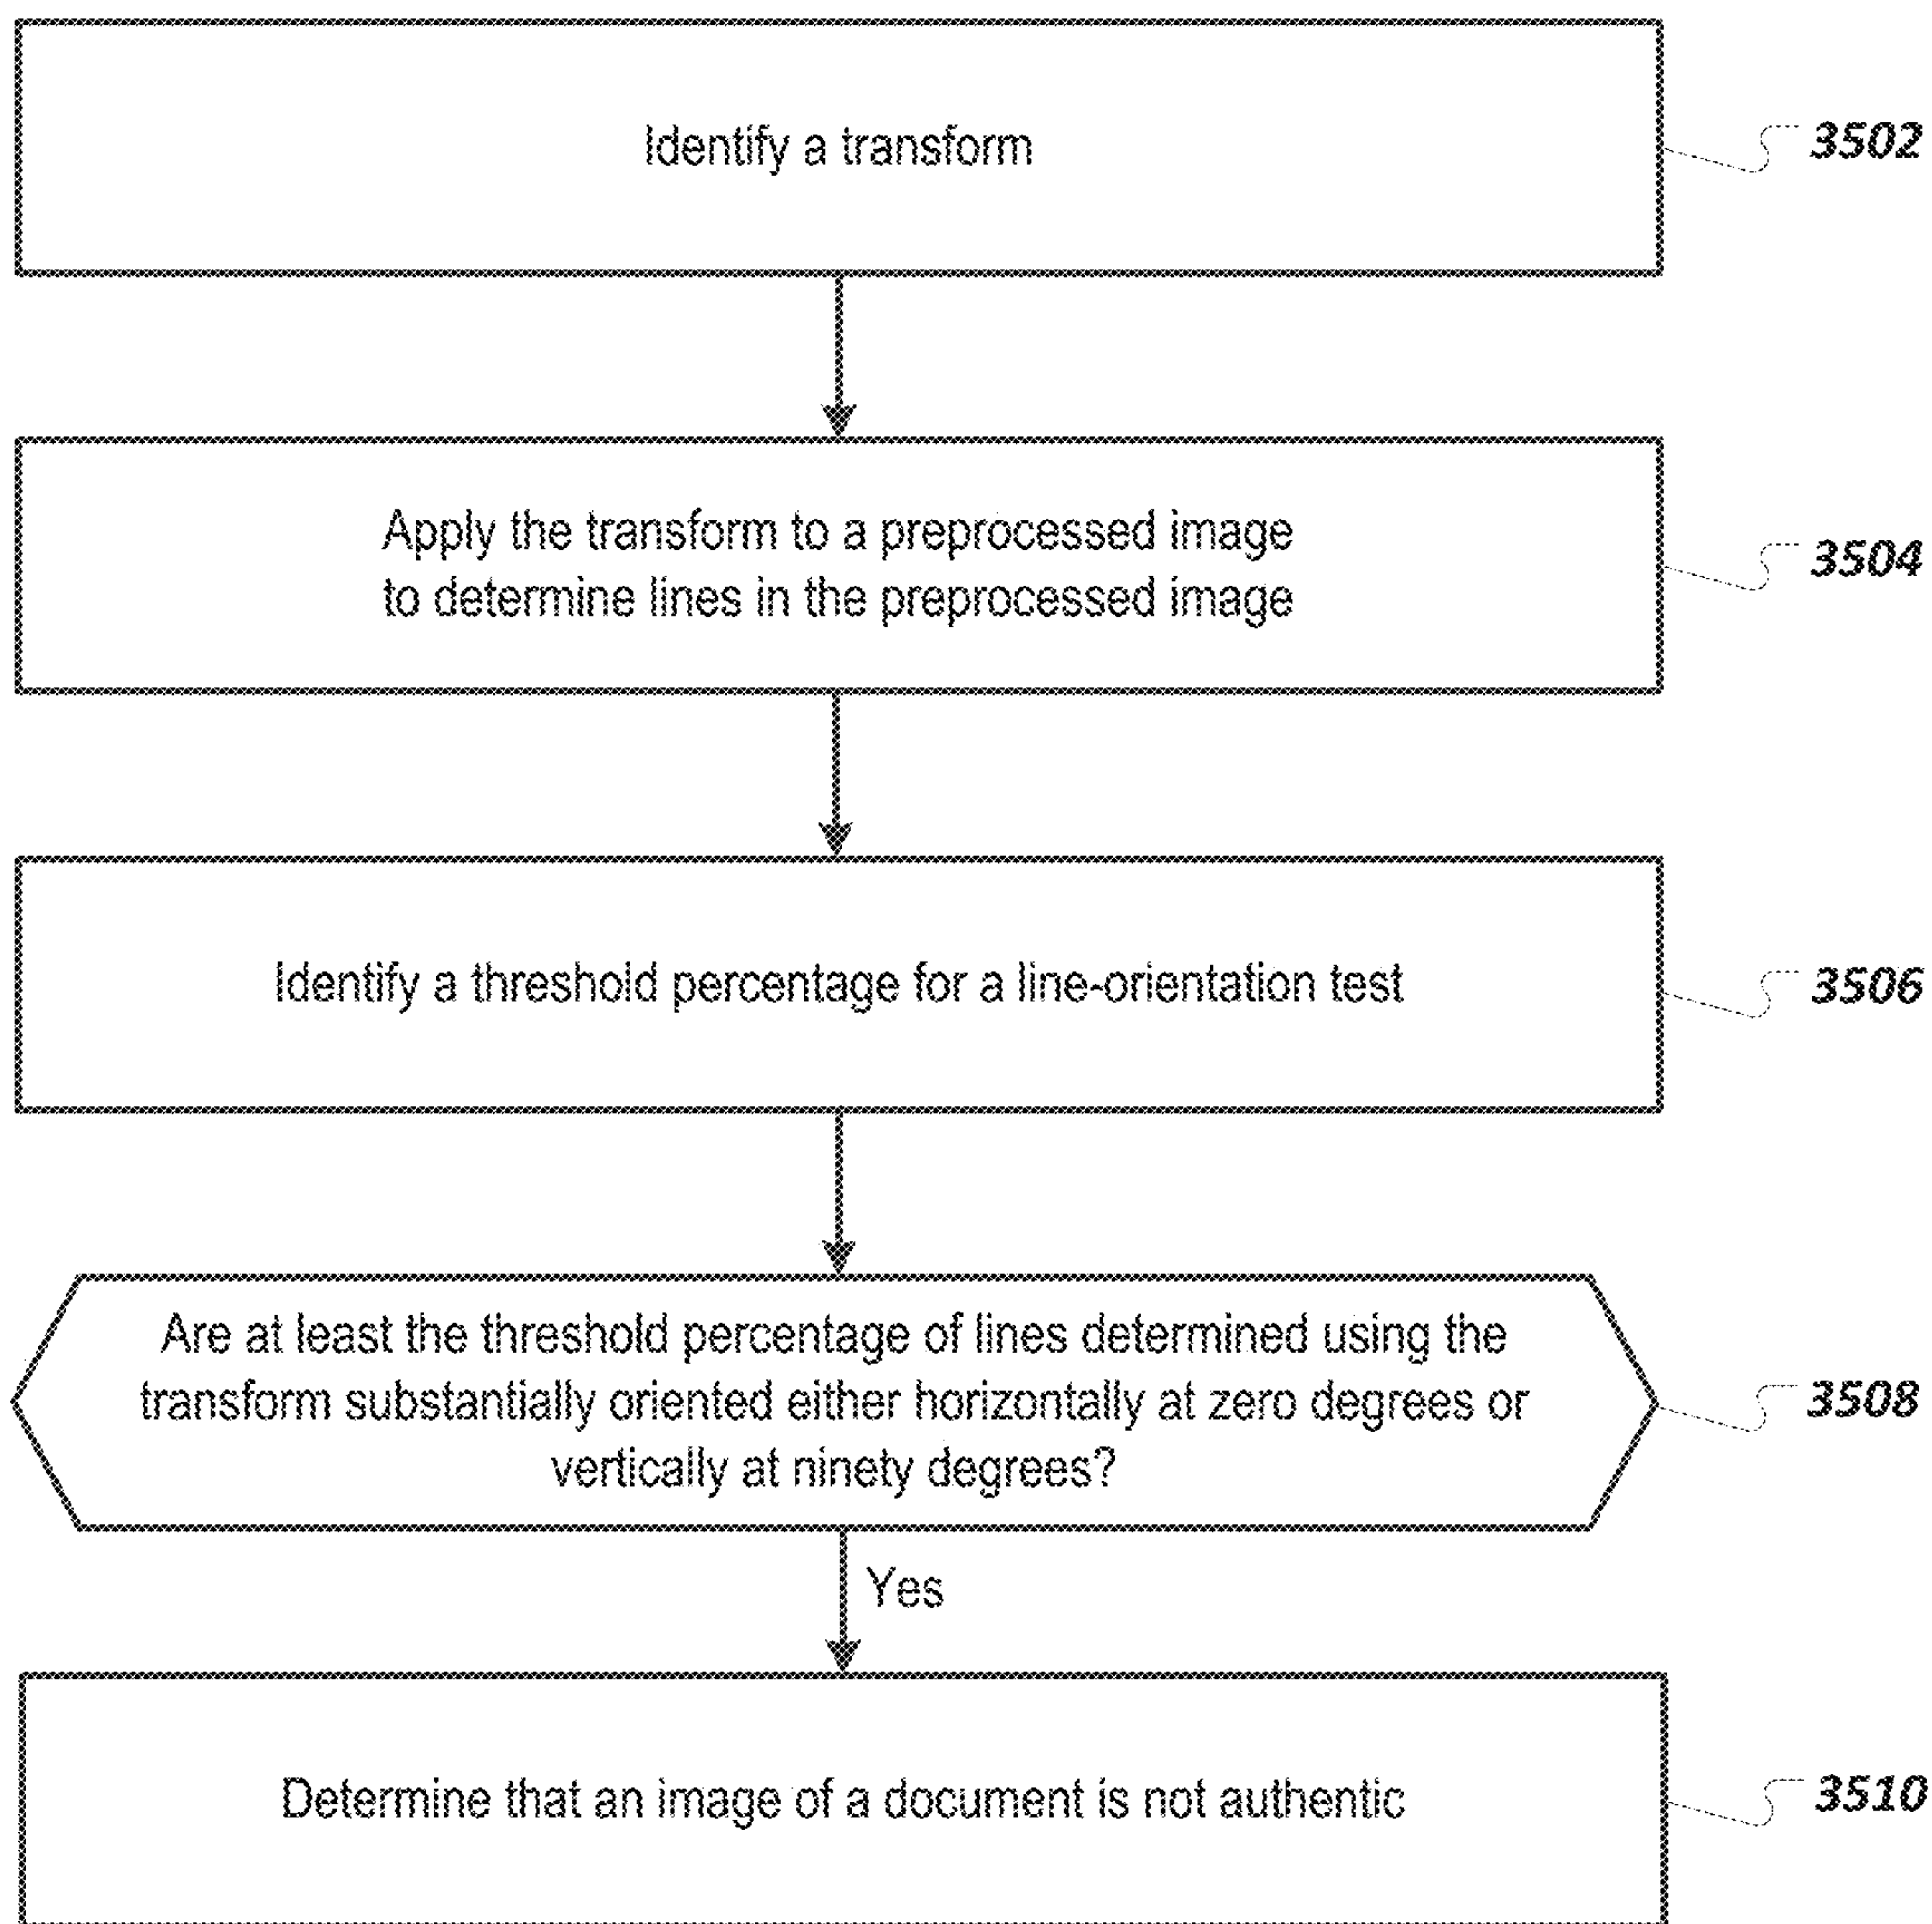 Identify a transform
3502
Apply the transform to a preprocessed image
to determine lines in the preprocessed image
3504
Identify a threshold percentage for a line-orientation test
3506
Are at least the threshold percentage of lines determined using the
transform substantially oriented either horizontally at zero degrees or
vertically at ninety degrees?
3508
Yes
Determine that an image of a document is not authentic
3510